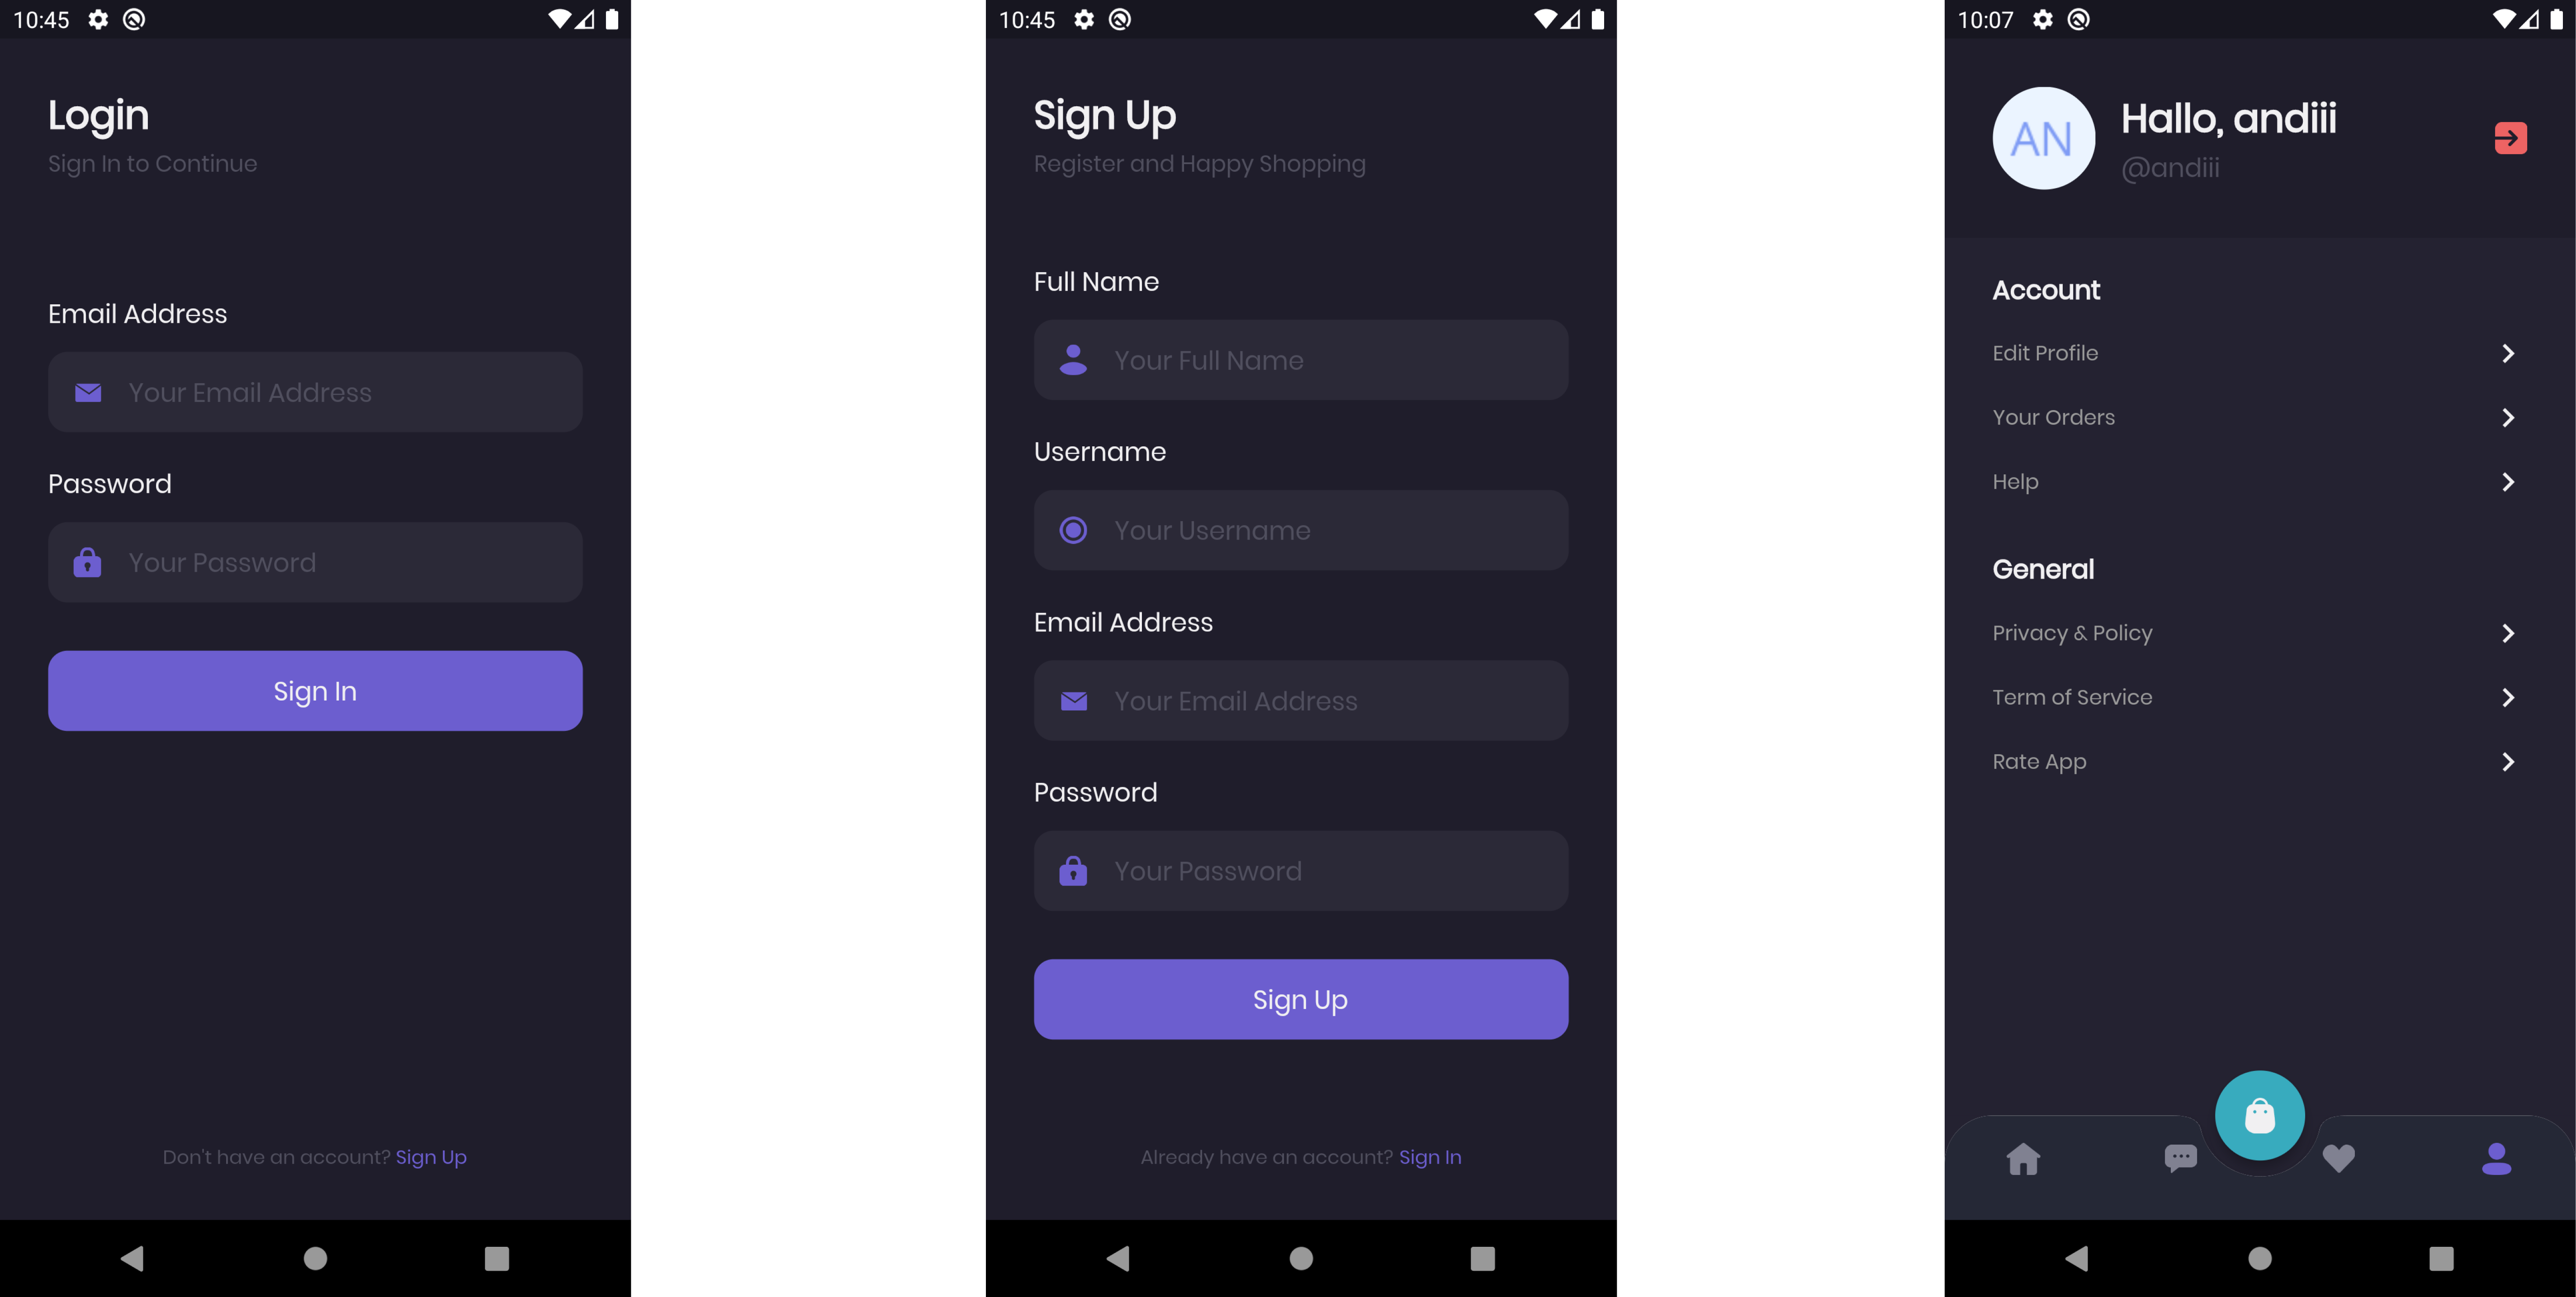 10:45
Login
Sign In to Continue
Email Address
Your Email Address
Password
Your Password
Sign In
Don't have an account? Sign Up
10:45
Sign Up
Register and Happy Shopping
Full Name
Your Full Name
Username
Your Username
Email Address
Your Email Address
Password
Your Password
Sign Up
Already have an account? Sign In
10:07
AN
Hallo, andiii
@andiii
Account
Edit Profile
Your Orders
Help
General
Privacy & Policy
Term of Service
Rate App